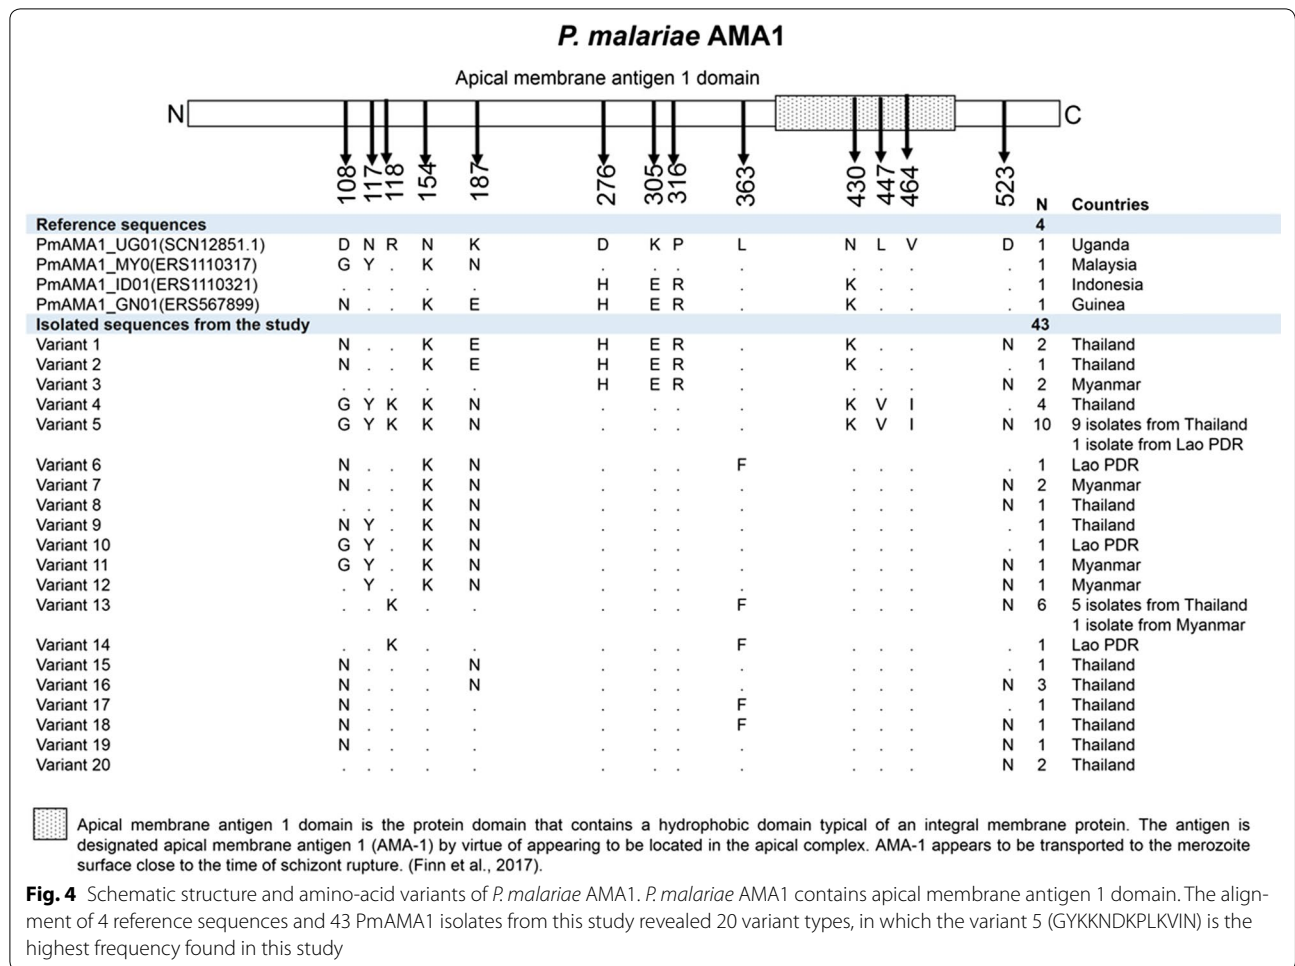 P. malariae AMA1
Apical membrane antigen 1 domain
N C
108 117 118 154 187 276 305 316 363 430 447 464 523 N Countries
Reference sequences 4
PmAMA1_UG01(SCN12851.1) D N R N K D K P L N L V D 1 Uganda
PmAMA1_MY0(ERS1110317) G Y . K N . . . . . . . . 1 Malaysia
PmAMA1_ID01(ERS1110321) . . . . . H E R . K . . . 1 Indonesia
PmAMA1_GN01(ERS567899) N . . K E H E R . K . . . 1 Guinea
Isolated sequences from the study 43
Variant 1 N . . K E H E R . K . . N 2 Thailand
Variant 2 N . . K E H E R . K . . . 1 Thailand
Variant 3 . . . . . H E R . . . . N 2 Myanmar
Variant 4 G Y K K N . . . . K V I . 4 Thailand
Variant 5 G Y K K N . . . . K V I N 10 9 isolates from Thailand
1 isolate from Lao PDR
Variant 6 N . . K N . . . F . . . . 1 Lao PDR
Variant 7 N . . K N . . . . . . . N 2 Myanmar
Variant 8 . . . K N . . . . . . . N 1 Thailand
Variant 9 N Y . K N . . . . . . . . 1 Thailand
Variant 10 G Y . K N . . . . . . . . 1 Lao PDR
Variant 11 G Y . K N . . . . . . . N 1 Myanmar
Variant 12 . Y . K N . . . . . . . N 1 Myanmar
Variant 13 . . K . . . . . F . . . N 6 5 isolates from Thailand
1 isolate from Myanmar
Variant 14 . . K . . . . . F . . . . 1 Lao PDR
Variant 15 N . . . N . . . . . . . . 1 Thailand
Variant 16 N . . . N . . . . . . . N 3 Thailand
Variant 17 N . . . . . . . F . . . . 1 Thailand
Variant 18 N . . . . . . . F . . . N 1 Thailand
Variant 19 N . . . . . . . . . . . N 1 Thailand
Variant 20 . . . . . . . . . . . . N 2 Thailand
Apical membrane antigen 1 domain is the protein domain that contains a hydrophobic domain typical of an integral membrane protein. The antigen is
designated apical membrane antigen 1 (AMA-1) by virtue of appearing to be located in the apical complex. AMA-1 appears to be transported to the merozoite
surface close to the time of schizont rupture. (Finn et al., 2017).
Fig. 4 Schematic structure and amino-acid variants of P. malariae AMA1. P. malariae AMA1 contains apical membrane antigen 1 domain. The align-
ment of 4 reference sequences and 43 PmAMA1 isolates from this study revealed 20 variant types, in which the variant 5 (GYKKNDKPLKVIN) is the
highest frequency found in this study